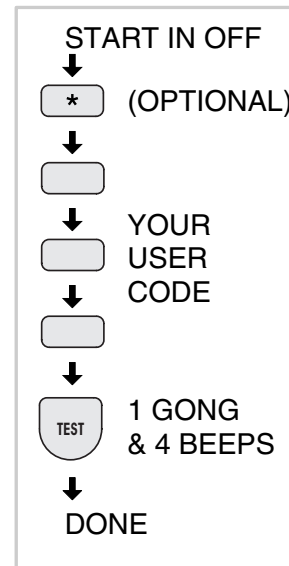 START IN OFF
* (OPTIONAL)
YOUR
USER
CODE
TEST
1 GONG
& 4 BEEPS
DONE